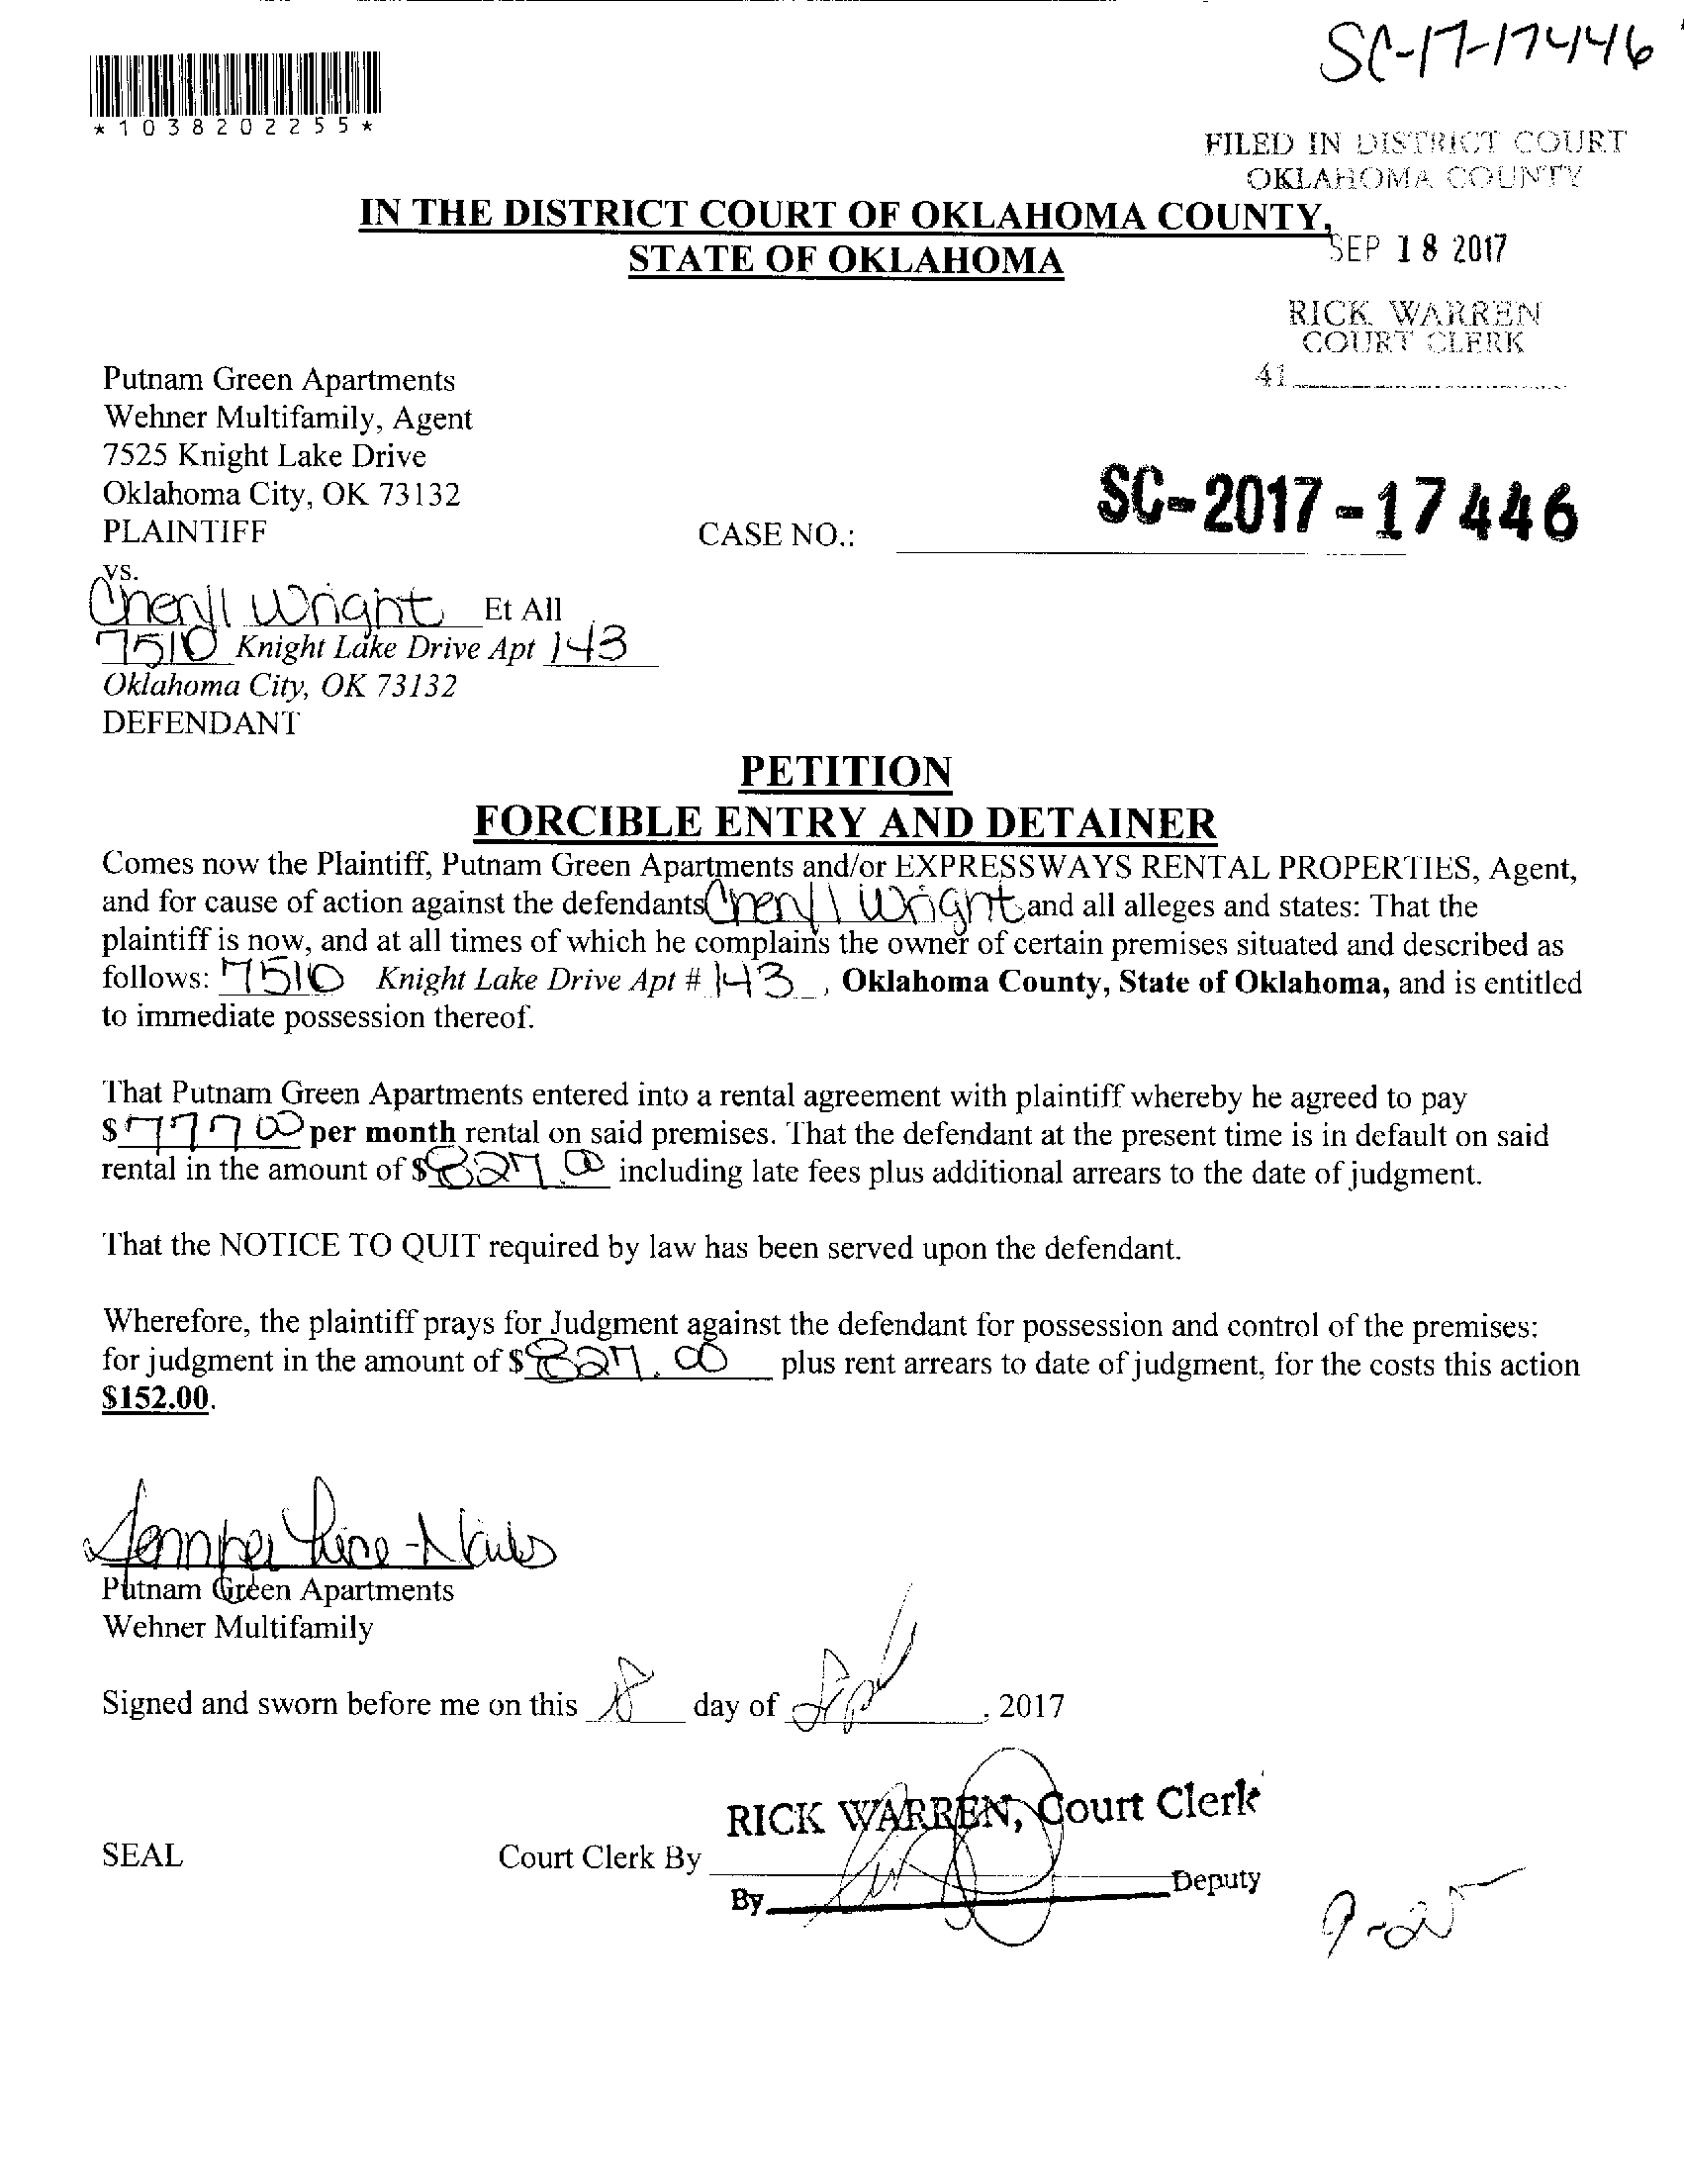 SC-17-17446
*1038202255*
FILED IN DISTRICT COURT
OKLAHOMA COUNTY
IN THE DISTRICT COURT OF OKLAHOMA COUNTY,
STATE OF OKLAHOMA
SEP 18 2017
RICK WARREN
COURT CLERK
41
Putnam Green Apartments
Wehner Multifamily, Agent
7525 Knight Lake Drive
Oklahoma City, OK 73132
PLAINTIFF
CASE NO.: SC-2017-17446
vs.
Cheryll Wright Et All
7510 Knight Lake Drive Apt 143
Oklahoma City, OK 73132
DEFENDANT
PETITION
FORCIBLE ENTRY AND DETAINER
Comes now the Plaintiff, Putnam Green Apartments and/or EXPRESSWAYS RENTAL PROPERTIES, Agent,
and for cause of action against the defendants Cheryll Wright and all alleges and states: That the
plaintiff is now, and at all times of which he complains the owner of certain premises situated and described as
follows: 7510 Knight Lake Drive Apt # 143, Oklahoma County, State of Oklahoma, and is entitled
to immediate possession thereof.
That Putnam Green Apartments entered into a rental agreement with plaintiff whereby he agreed to pay
$777 00 per month rental on said premises. That the defendant at the present time is in default on said
rental in the amount of $827.00 including late fees plus additional arrears to the date of judgment.
That the NOTICE TO QUIT required by law has been served upon the defendant.
Wherefore, the plaintiff prays for Judgment against the defendant for possession and control of the premises:
for judgment in the amount of $827.00 plus rent arrears to date of judgment, for the costs this action
$152.00.
Putnam Green Apartments
Wehner Multifamily
Signed and sworn before me on this 18 day of Sept, 2017
RICK WARREN, Court Clerk
SEAL Court Clerk By
By Deputy
9-25